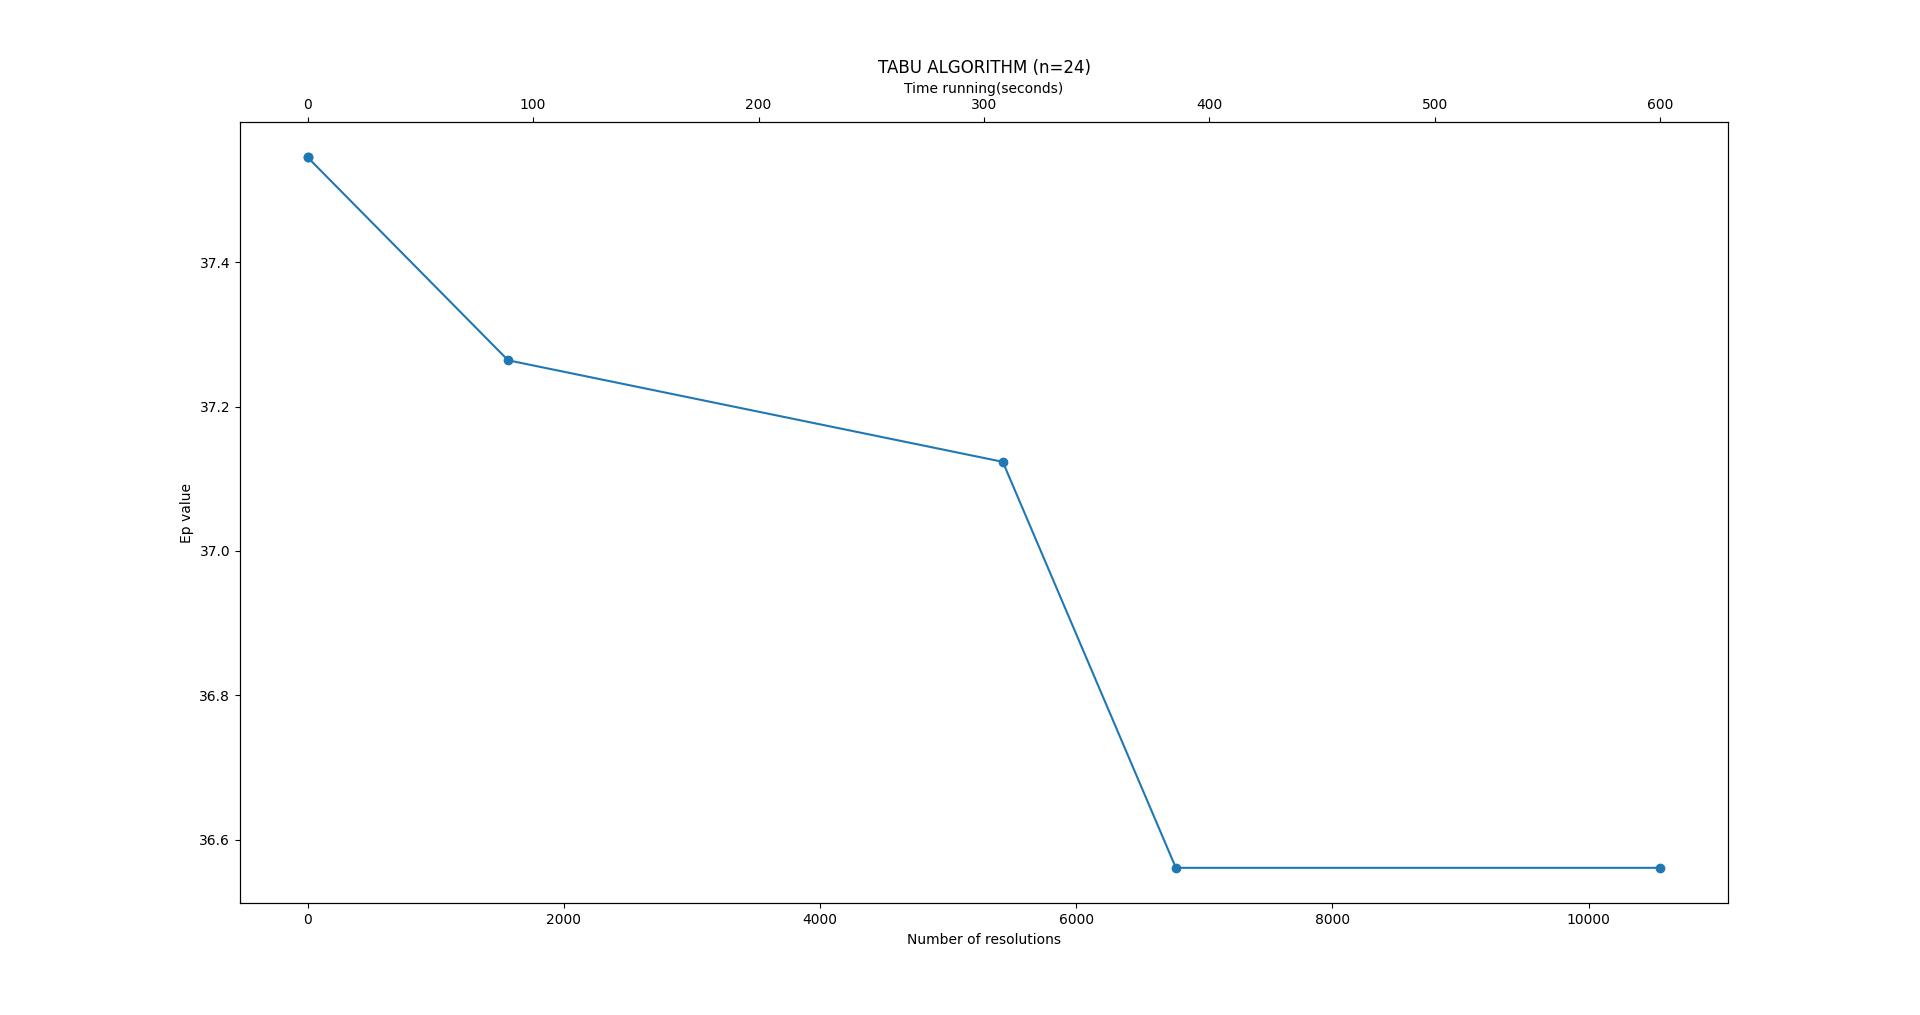 TABU ALGORITHM (n=24)
Time running(seconds)
0 100 200 300 400 500 600
37.4
37.2
37.0
36.8
36.6
Ep value
0 2000 4000 6000 8000 10000
Number of resolutions